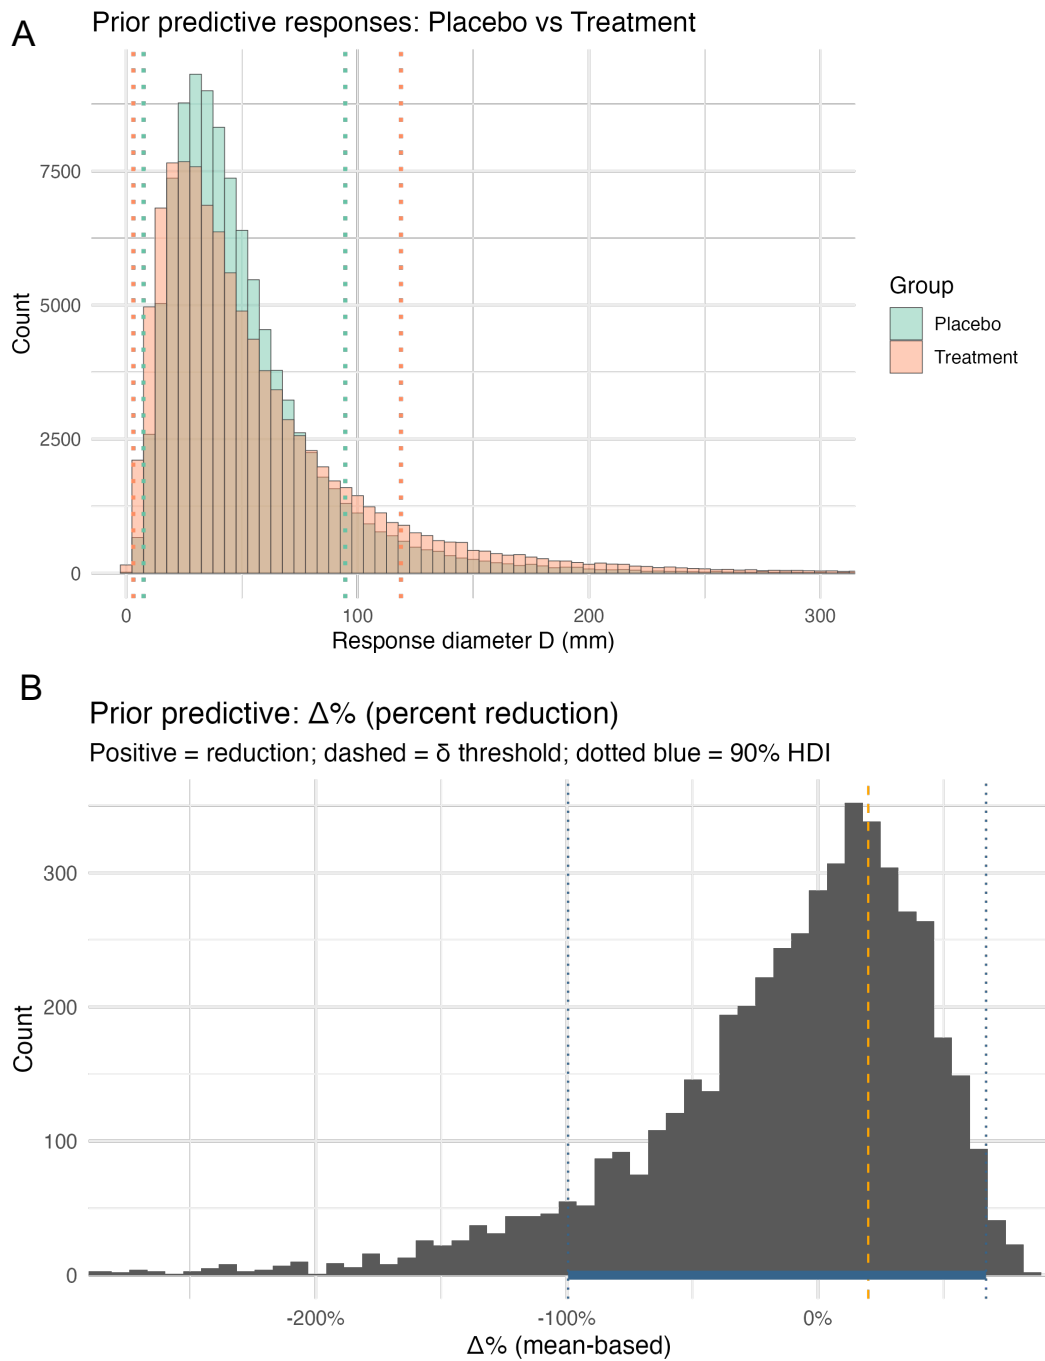 A
Prior predictive responses: Placebo vs Treatment
Count
7500
5000
2500
0
0
100
200
300
Response diameter D (mm)
Group
Placebo
Treatment
B
Prior predictive: Δ% (percent reduction)
Positive = reduction; dashed = δ threshold; dotted blue = 90% HDI
Count
300
200
100
0
-200%
-100%
0%
Δ% (mean-based)